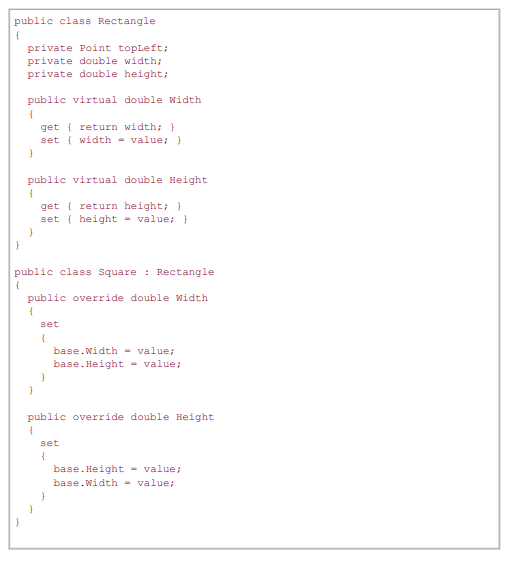 public class Rectangle
{
  private Point topLeft;
  private double width;
  private double height;

  public virtual double Width
  {
    get { return width; }
    set { width = value; }
  }

  public virtual double Height
  {
    get { return height; }
    set { height = value; }
  }
}

public class Square : Rectangle
{
  public override double Width
  {
    set
    {
      base.Width = value;
      base.Height = value;
    }
  }

  public override double Height
  {
    set
    {
      base.Height = value;
      base.Width = value;
    }
  }
}